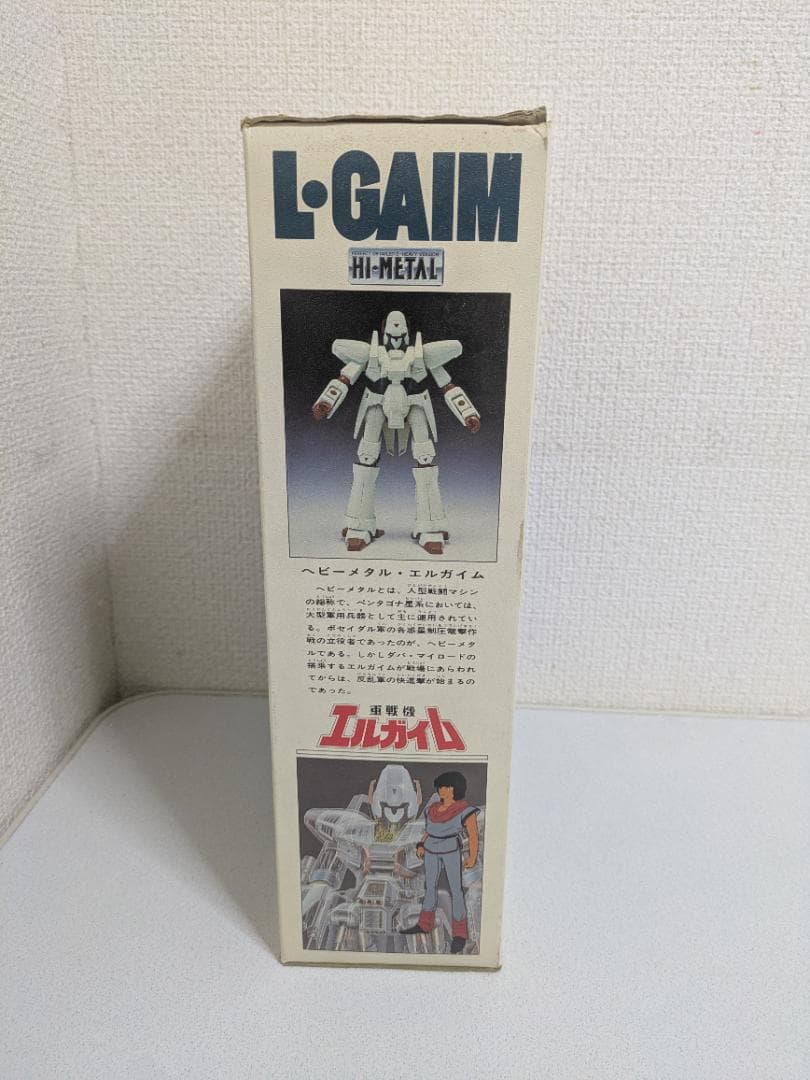 L•GAIM
HI•METAL
ヘビーメタル・エルガイム
ヘビーメタルとは、人型戦闘マシン
の総称で、ペンタゴナ星系においては、
大型軍用兵器として主に運用されてい
る。ポセイダル軍の各惑星制圧電撃作
戦の立役者であったのが、ヘビーメタ
ルである。しかしダバ・マイロードの
搭乗するエルガイムが戦場にあらわれ
てからは、反乱軍の快進撃が始まるの
であった。
重戦機
エルガイム